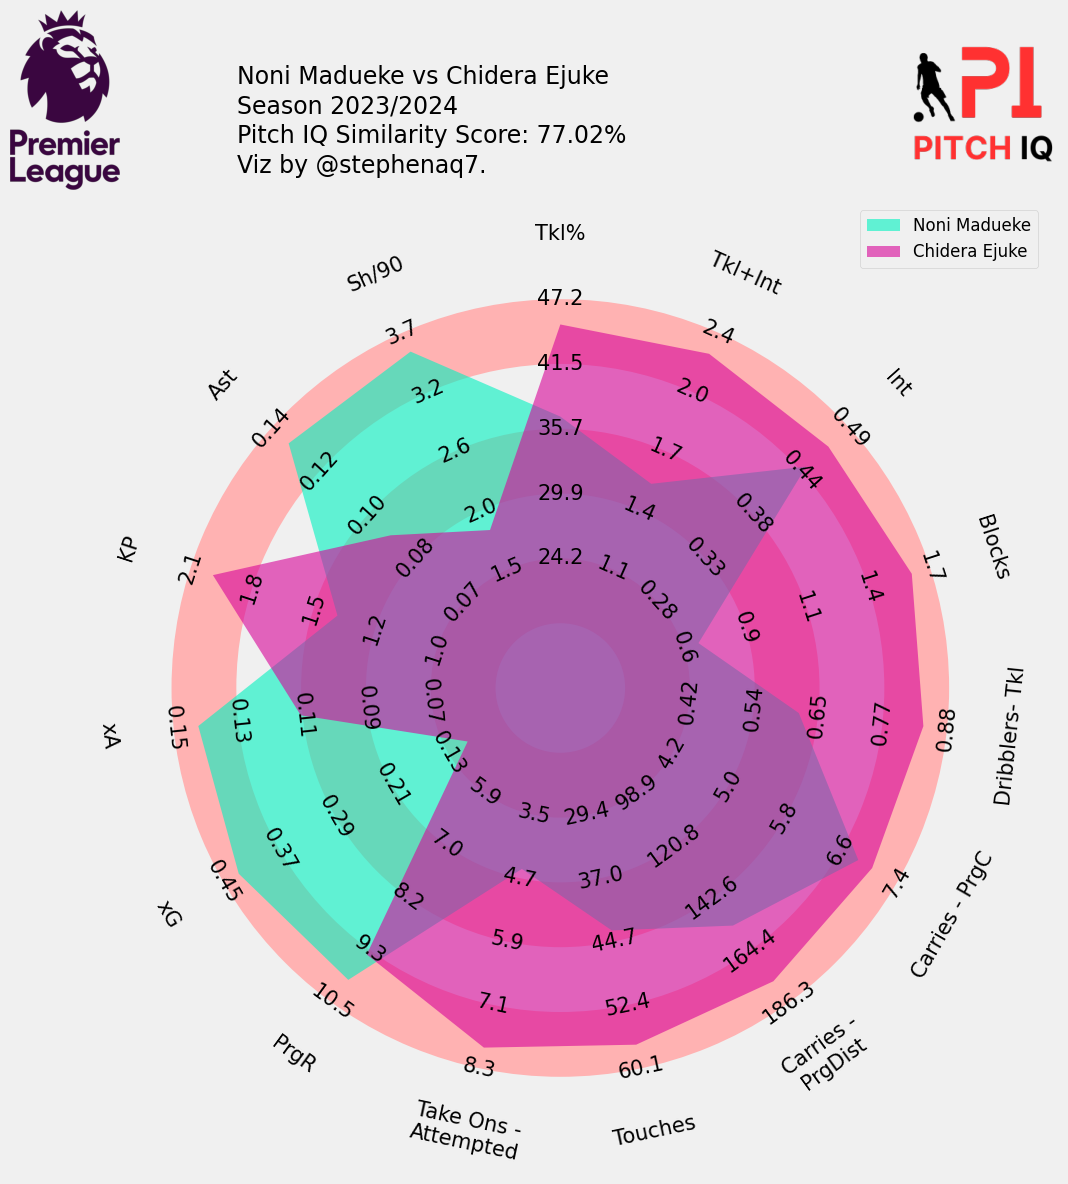 Premier
League
Noni Madueke vs Chidera Ejuke
Season 2023/2024
Pitch IQ Similarity Score: 77.02%
Viz by @stephenaq7.
PI
PITCH IQ
Noni Madueke
Chidera Ejuke
Tkl%
24.2
29.9
35.7
41.5
47.2
Tkl+Int
1.1
1.4
1.7
2.0
2.4
Int
0.28
0.33
0.38
0.44
0.49
Blocks
0.6
0.9
1.1
1.4
1.7
Dribblers- Tkl
0.42
0.54
0.65
0.77
0.88
Carries - PrgC
4.2
5.0
5.8
6.6
7.4
Carries -
PrgDist
98.9
120.8
142.6
164.4
186.3
Touches
29.4
37.0
44.7
52.4
60.1
Take Ons -
Attempted
3.5
4.7
5.9
7.1
8.3
PrgR
5.9
7.0
8.2
9.3
10.5
xG
0.13
0.21
0.29
0.37
0.45
xA
0.07
0.09
0.11
0.13
0.15
KP
1.0
1.2
1.5
1.8
2.1
Ast
0.07
0.08
0.10
0.12
0.14
Sh/90
1.5
2.0
2.6
3.2
3.7